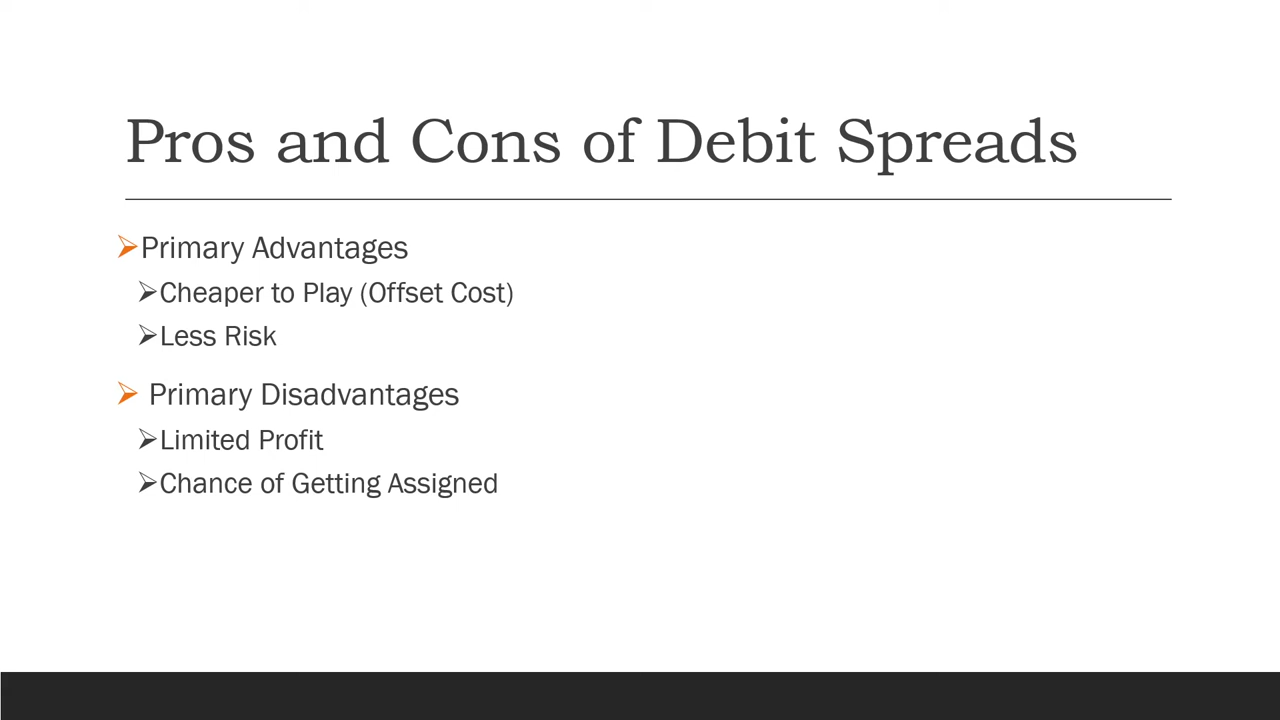 Pros and Cons of Debit Spreads
➢Primary Advantages
➢Cheaper to Play (Offset Cost)
➢Less Risk
➢ Primary Disadvantages
➢Limited Profit
➢Chance of Getting Assigned